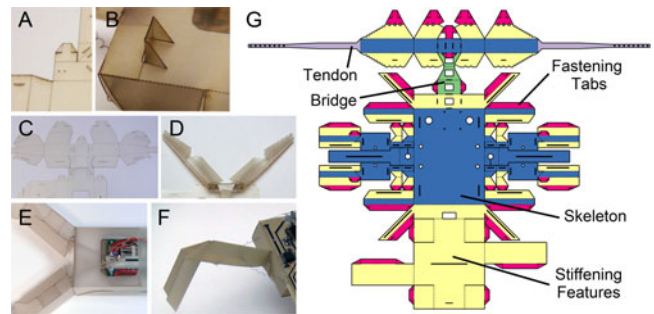 A
B
G
Tendon
Bridge
Fastening
Tabs
C
D
E
F
Skeleton
Stiffening
Features